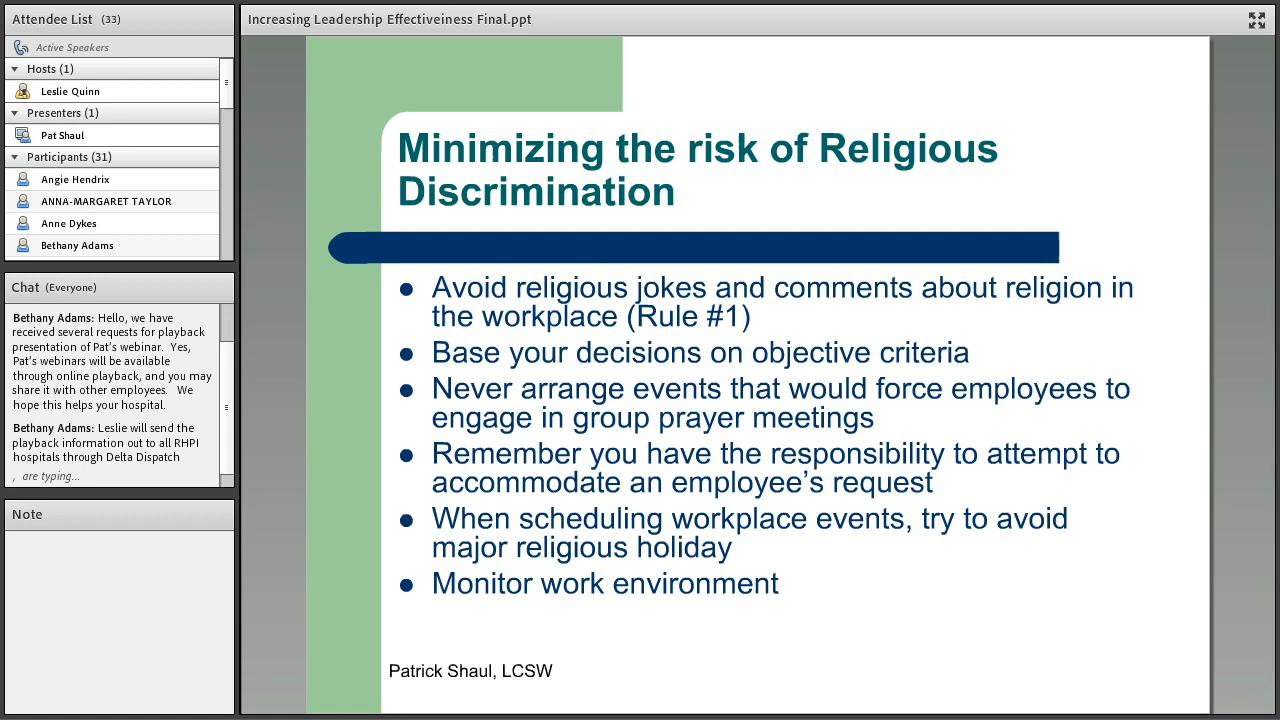 Attendee List (33)
Active Speakers
Hosts (1)
Leslie Quinn
Presenters (1)
Pat Shaul
Participants (31)
Angie Hendrix
ANNA-MARGARET TAYLOR
Anne Dykes
Bethany Adams
Chat (Everyone)
Bethany Adams: Hello, we have
received several requests for playback
presentation of Pat's webinar. Yes,
Pat's webinars will be available
through online playback, and you may
share it with other employees. We
hope this helps your hospital.
Bethany Adams: Leslie will send the
playback information out to all RHPI
hospitals through Delta Dispatch
, are typing...
Note
Increasing Leadership Effectiveiness Final.ppt
Minimizing the risk of Religious
Discrimination
● Avoid religious jokes and comments about religion in
the workplace (Rule #1)
● Base your decisions on objective criteria
● Never arrange events that would force employees to
engage in group prayer meetings
● Remember you have the responsibility to attempt to
accommodate an employee’s request
● When scheduling workplace events, try to avoid
major religious holiday
● Monitor work environment
Patrick Shaul, LCSW